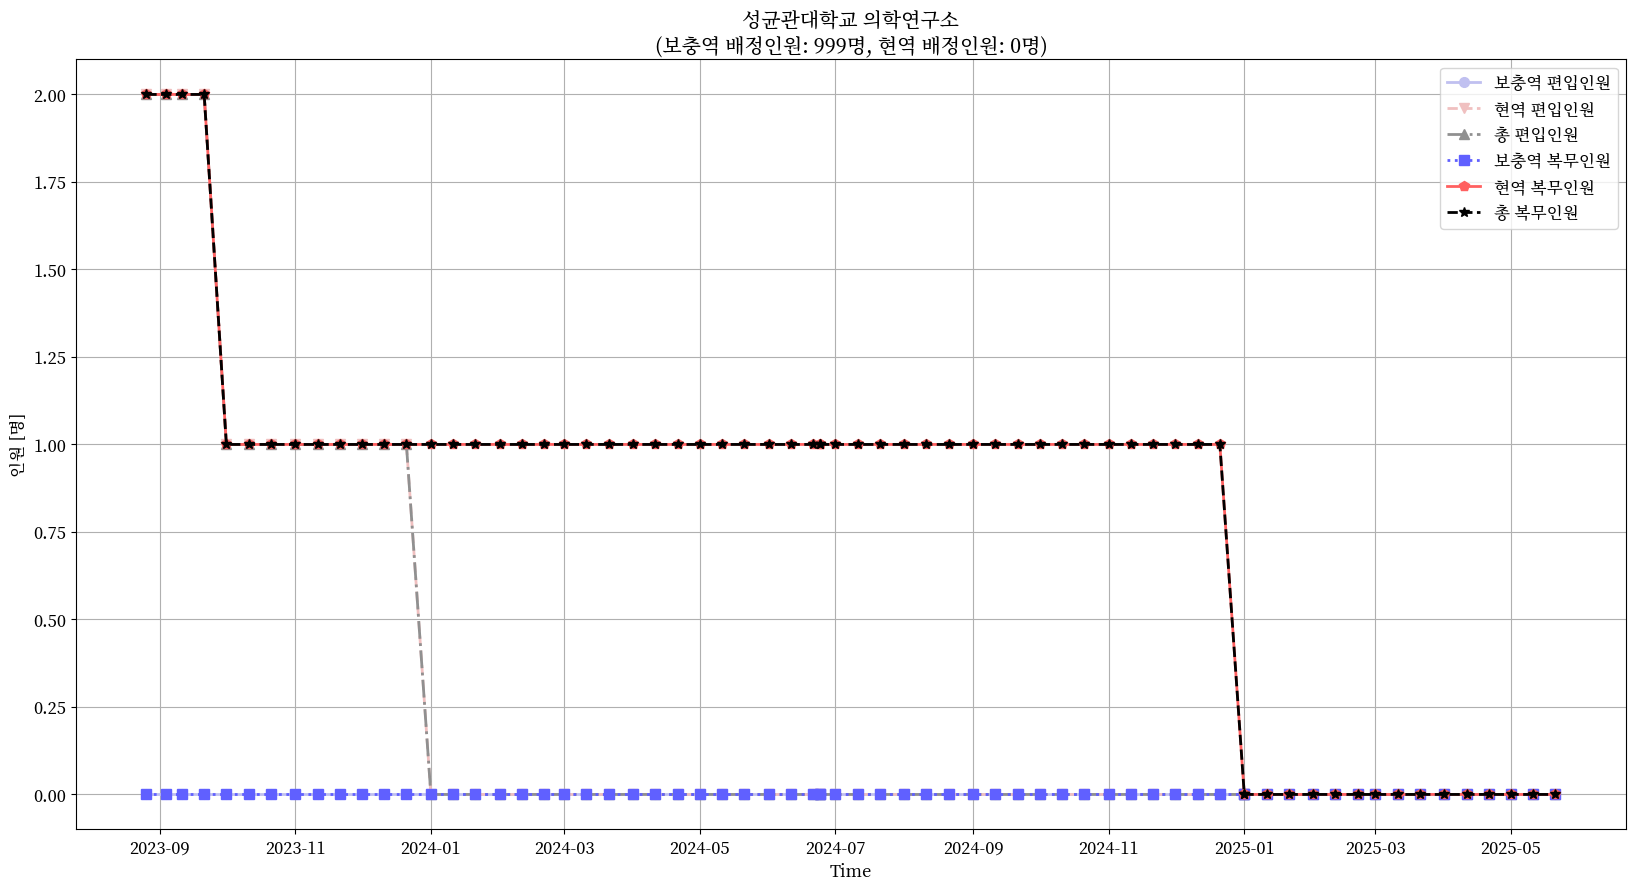 성균관대학교 의학연구소
(보충역 배정인원: 999명, 현역 배정인원: 0명)
보충역 편입인원
현역 편입인원
총 편입인원
보충역 복무인원
현역 복무인원
총 복무인원
인원 [명]
2.00
1.75
1.50
1.25
1.00
0.75
0.50
0.25
0.00
2023-09 2023-11 2024-01 2024-03 2024-05 2024-07 2024-09 2024-11 2025-01 2025-03 2025-05
Time